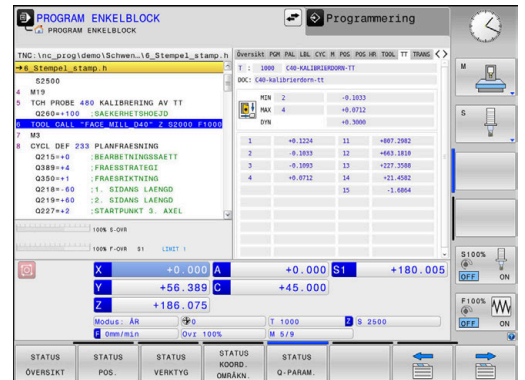 PROGRAM ENKELBLOCK
PROGRAM ENKELBLOCK
Programmering
TNC:\nc_prog\demo\Schwen…\6_Stempel_stamp.h
→6_Stempel_stamp.h
S2500
4 M19
5 TCH PROBE 480 KALIBRERING AV TT
Q260=+100 ;SAEKERHETSHOEJD
6 TOOL CALL "FACE_MILL_D40" Z S2000 F1000
7 M3
8 CYCL DEF 233 PLANFRAESNING
Q215=+0 ;BEARBETNINGSSAETT
Q389=+4 ;FRAESSTRATEGI
Q350=+1 ;FRAESRIKTNING
Q218=-60 ;1. SIDANS LAENGD
Q219=+60 ;2. SIDANS LAENGD
Q227=+2 ;STARTPUNKT 3. AXEL
Översikt PGM PAL LBL CYC M POS POS HR TOOL TT TRANS
T : 1000 C40-KALIBRIERDORN-TT
DOC: C40-kalibrierdorn-tt
MIN 2 -0.1033
MAX 4 +0.0712
DYN +0.3000
1 +0.1224 11 +807.2982
2 -0.1033 12 +663.1810
3 -0.1093 13 +227.3588
4 +0.0712 14 +21.4582
15 -1.6864
100% S-OVR
100% F-OVR S1 LIMIT 1
X +0.000 A +0.000 S1 +180.005
Y +56.389 C +45.000
Z +186.075
Modus: ÄR 0 T 1000 Z S 2500
F 0mm/min Ovr 100% M 5/9
M
S
S100%
OFF ON
F100%
OFF ON
STATUS ÖVERSIKT
STATUS POS.
STATUS VERKTYG
STATUS KOORD. OMRÄKN.
STATUS Q-PARAM.